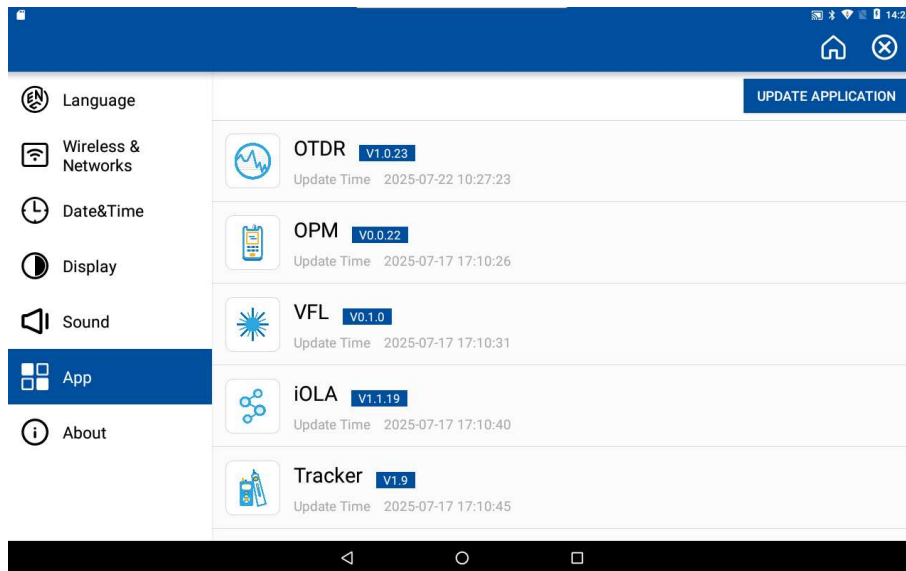 14:2
Language
Wireless &
Networks
Date&Time
Display
Sound
App
About
UPDATE APPLICATION
OTDR V1.0.23
Update Time 2025-07-22 10:27:23
OPM V0.0.22
Update Time 2025-07-17 17:10:26
VFL V0.1.0
Update Time 2025-07-17 17:10:31
iOLA V1.1.19
Update Time 2025-07-17 17:10:40
Tracker V1.9
Update Time 2025-07-17 17:10:45